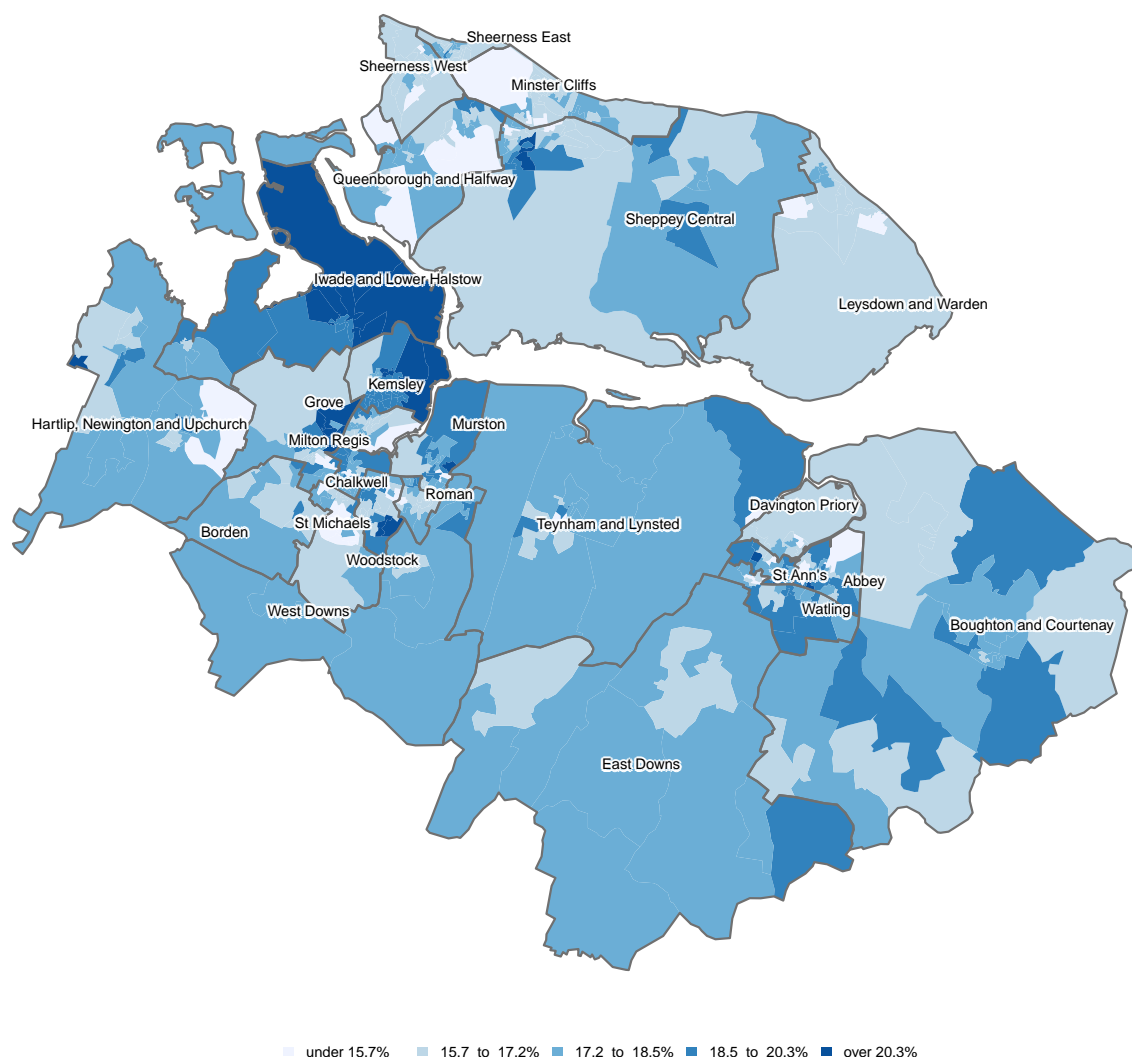 Sheerness East
Sheerness West
Minster Cliffs
Queenborough and Halfway
Sheppey Central
Iwade and Lower Halstow
Leysdown and Warden
Kemsley
Grove
Hartlip, Newington and Upchurch
Murston
Milton Regis
Chalkwell
Roman
Davington Priory
St Michaels
Teynham and Lynsted
Borden
Woodstock
St Ann's
Abbey
West Downs
Watling
Boughton and Courtenay
East Downs
under 15.7% 15.7 to 17.2% 17.2 to 18.5% 18.5 to 20.3% over 20.3%